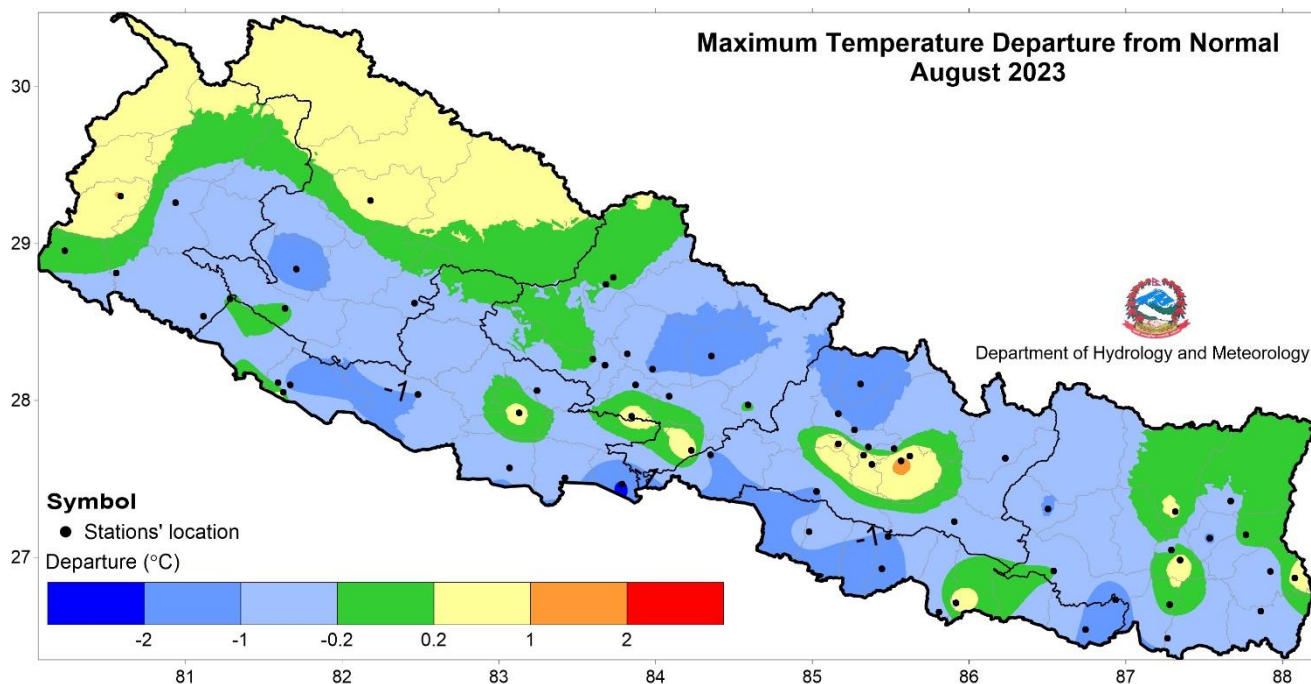 Maximum Temperature Departure from Normal
August 2023
30
29
28
27
Department of Hydrology and Meteorology
-1
-1
Symbol
Stations' location
Departure (°C)
-2 -1 -0.2 0.2 1 2
81 82 83 84 85 86 87 88